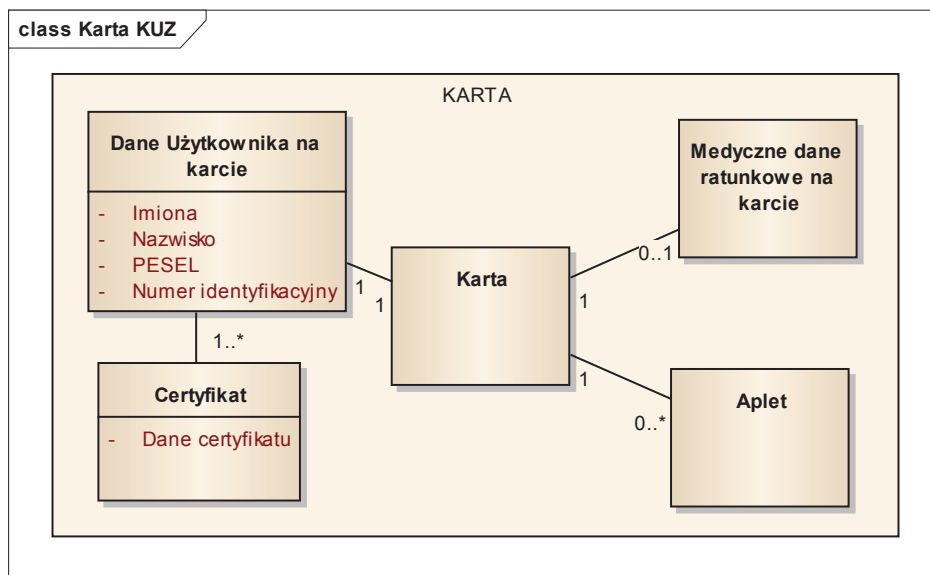 class Karta KUZ
KARTA
Dane Użytkownika na
karcie
- Imiona
- Nazwisko
- PESEL
- Numer identyfikacyjny
1
1
1..*
Certyfikat
- Dane certyfikatu
Karta
Medyczne dane
ratunkowe na
karcie
0..1
1
1
0..*
Aplet